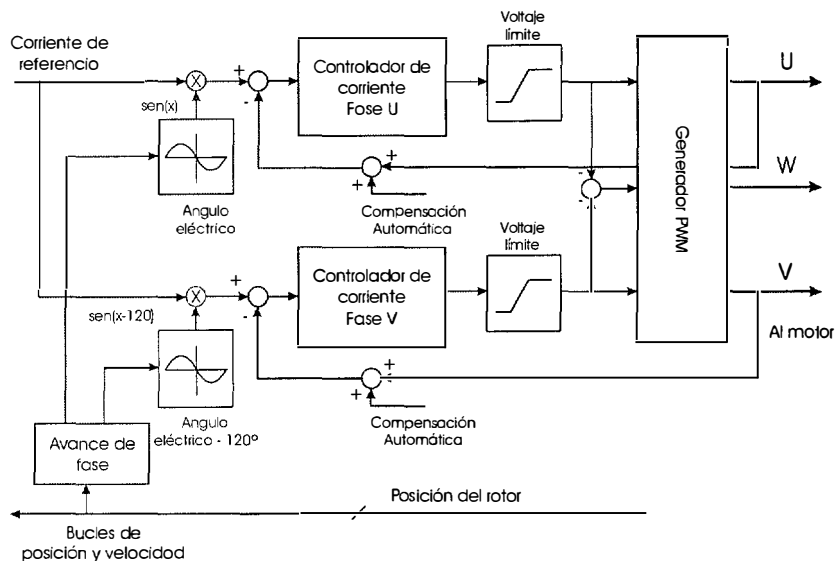 Corriente de
referencio
X
sen(x)
Angulo
eléctrico
+
-
Controlador de
corriente
Fose U
Voltaje
límite
+
+
Compensación
Automática
-
-
Generador PWM
U
W
V
Al motor
X
sen(x-120)
Angulo
eléctrico - 120º
+
-
Controlador de
corriente
Fase V
Voltaje
límite
+
+
Compensación
Automática
Avance de
fase
Posición del rotor
Bucles de
posición y velocidad